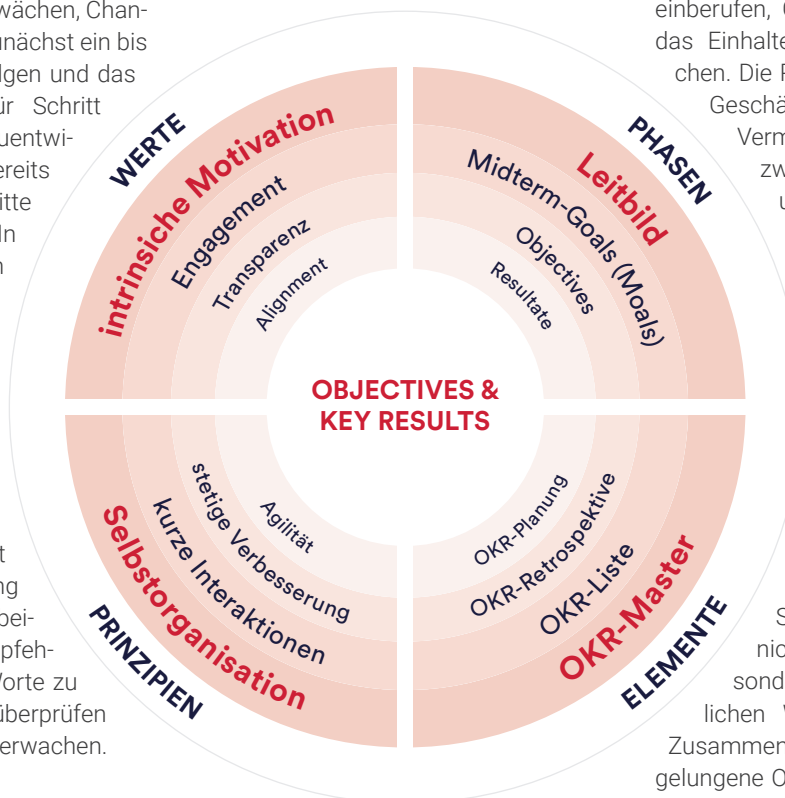 wächen, Chan-
unächst ein bis
lgen und das
ür Schritt
uentwi-
ereits
itte
ln
n
einberufen,
das Einhalte
chen. Die
Geschä
Verm
zw
u
WERTE
intrinsiche Motivation
Engagement
Transparenz
Alignment
PHASEN
Leitbild
Midterm-Goals (Moals)
Objectives
Resultate
OBJECTIVES &
KEY RESULTS
Agilität
stetige Verbesserung
kurze Interaktionen
Selbstorganisation
PRINZIPIEN
OKR-Planung
OKR-Retrospektive
OKR-Liste
OKR-Master
ELEMENTE
t
ng
bei-
pfeh-
Worte zu
überprüfen
erwachen.
S
nic
sond
lichen
Zusammen
gelungene O